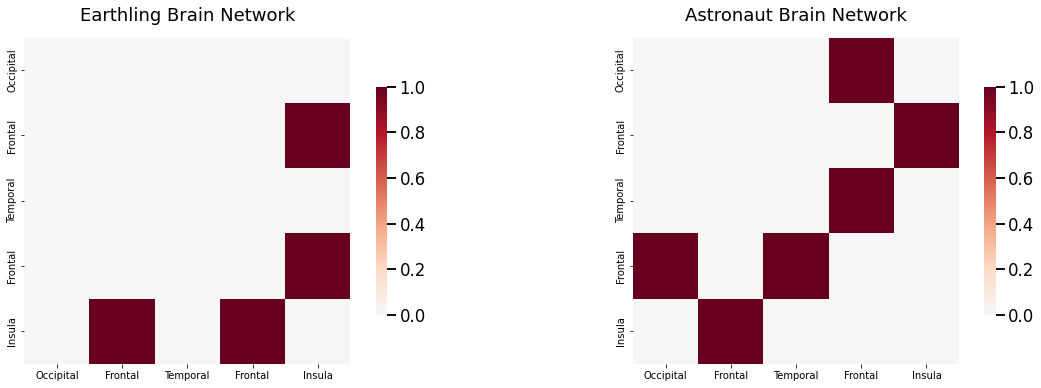 Earthling Brain Network
Astronaut Brain Network
Occipital
Frontal
Temporal
Frontal
Insula
Occipital Frontal Temporal Frontal Insula
1.0
0.8
0.6
0.4
0.2
0.0
Occipital
Frontal
Temporal
Frontal
Insula
Occipital Frontal Temporal Frontal Insula
1.0
0.8
0.6
0.4
0.2
0.0